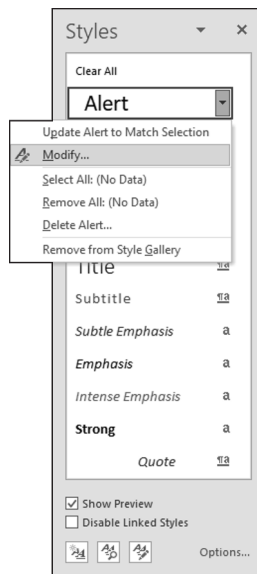 Styles
Clear All
Alert
Update Alert to Match Selection
Modify...
Select All: (No Data)
Remove All: (No Data)
Delete Alert...
Remove from Style Gallery
Title ¶a
Subtitle ¶a
Subtle Emphasis a
Emphasis a
Intense Emphasis a
Strong a
Quote ¶a
Show Preview
Disable Linked Styles
Options...